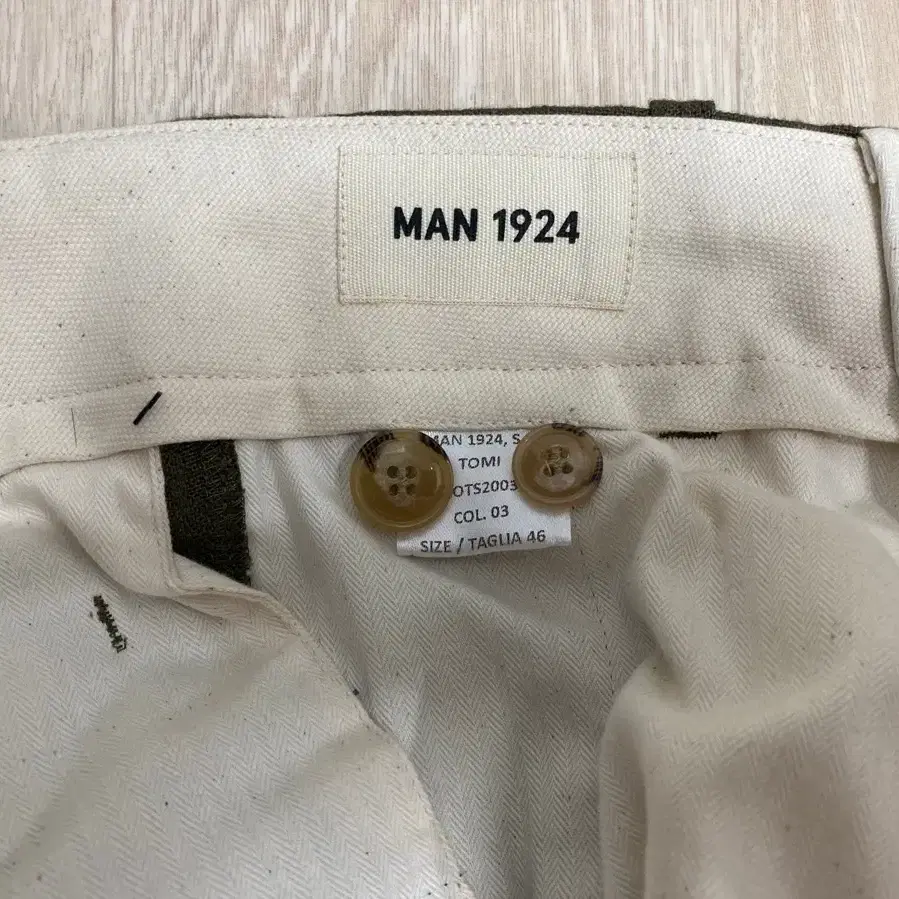 MAN 1924
MAN 1924, S
TOMI
OTS2003
COL. 03
SIZE / TAGLIA 46